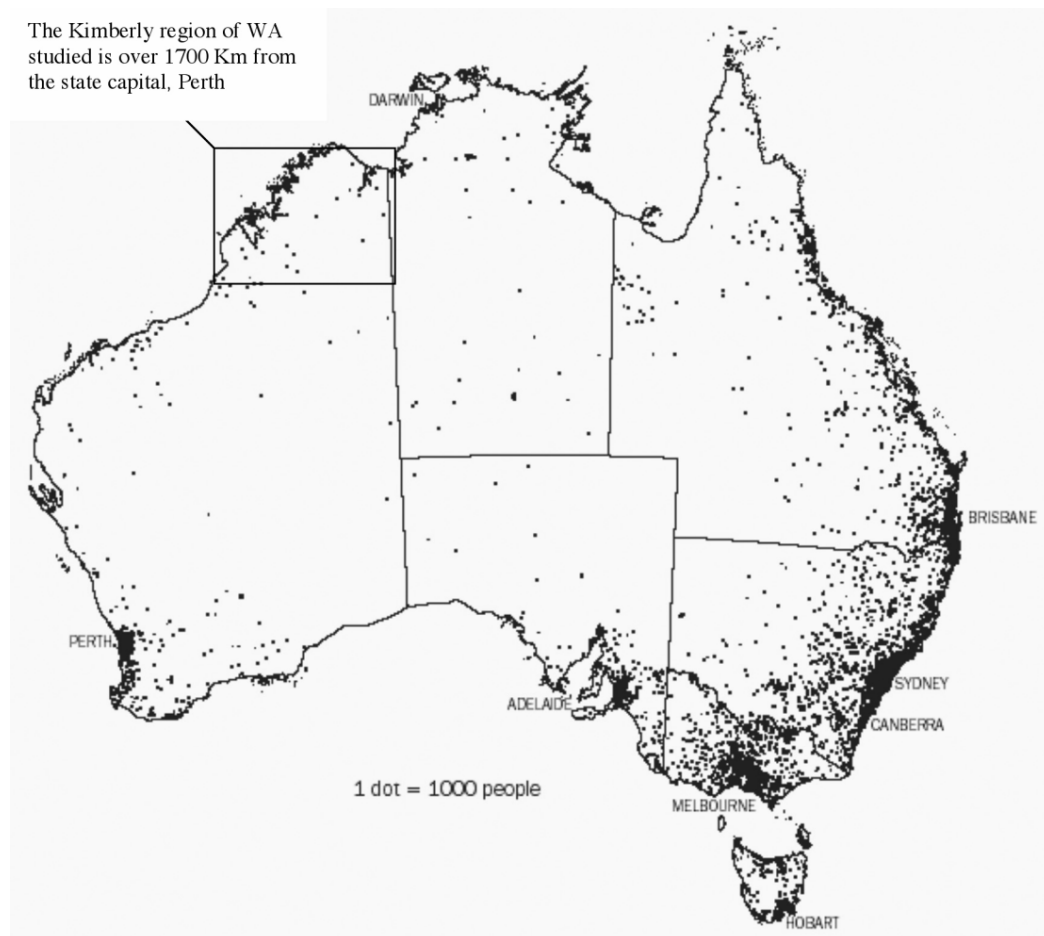 The Kimberly region of WA
studied is over 1700 Km from
the state capital, Perth
DARWIN
BRISBANE
PERTH
SYDNEY
ADELAIDE
CANBERRA
1 dot = 1000 people
MELBOURNE
HOBART